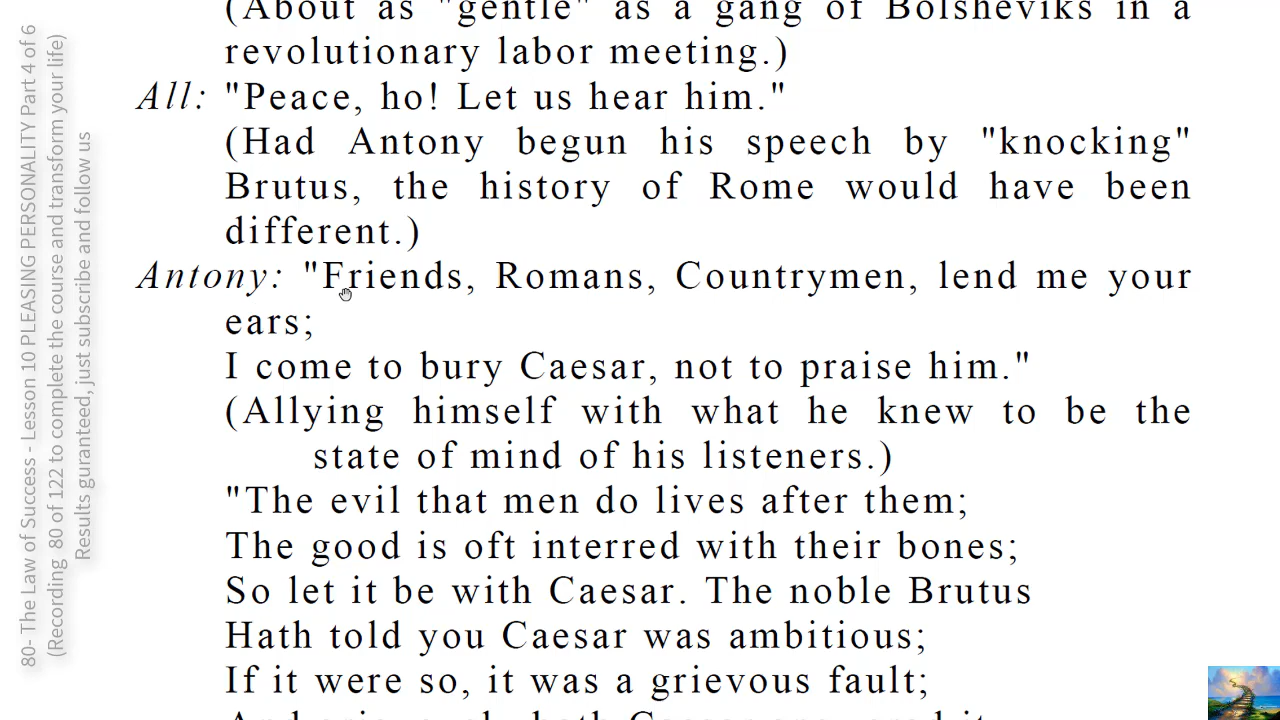 (About as "gentle" as a gang of Bolsheviks in a
revolutionary labor meeting.)
All: "Peace, ho! Let us hear him."
(Had Antony begun his speech by "knocking"
Brutus, the history of Rome would have been
different.)
Antony: "Friends, Romans, Countrymen, lend me your
ears;
I come to bury Caesar, not to praise him."
(Allying himself with what he knew to be the
state of mind of his listeners.)
"The evil that men do lives after them;
The good is oft interred with their bones;
So let it be with Caesar. The noble Brutus
Hath told you Caesar was ambitious;
If it were so, it was a grievous fault;
80- The Law of Success - Lesson 10 PLEASING PERSONALITY Part 4 of 6
(Recording 80 of 122 to complete the course and transform your life)
Results guranteed, just subscribe and follow us